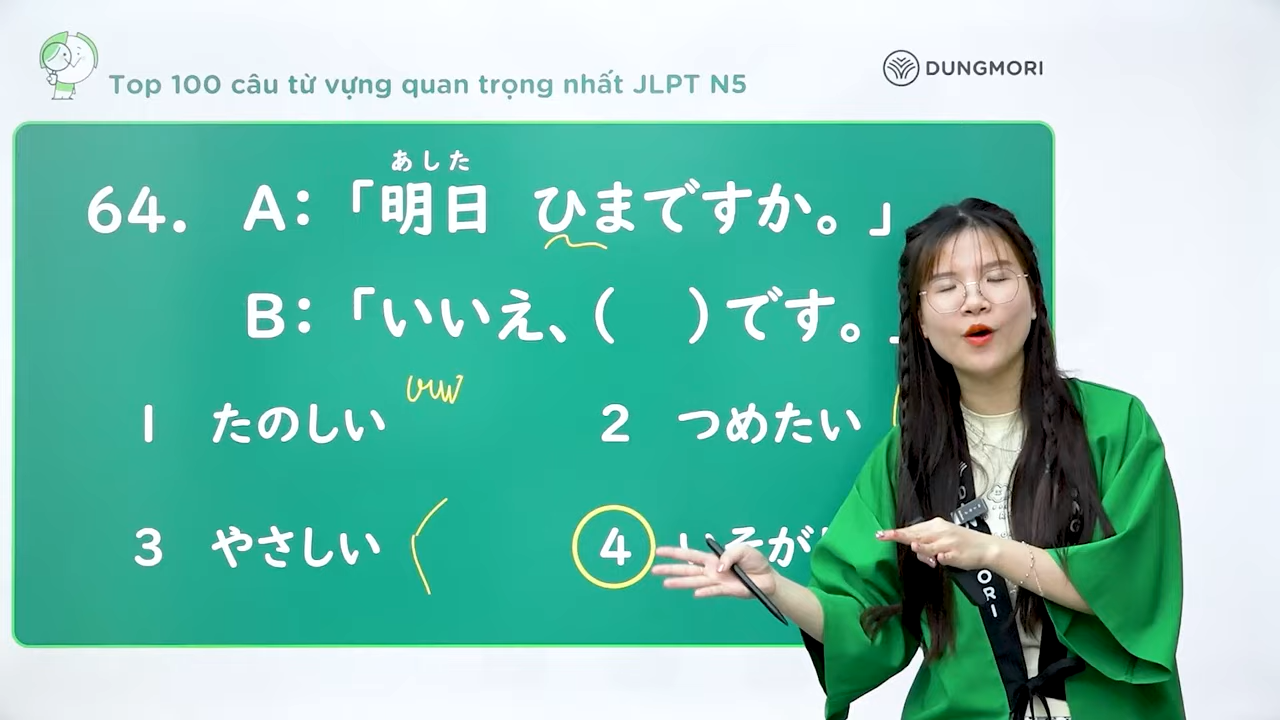 Top 100 câu từ vựng quan trọng nhất JLPT N5
DUNGMORI
あした
64. A:「明日 ひまですか。」
B:「いいえ、( )です。
vui
1 たのしい
2 つめたい
3 やさしい
4
ORI